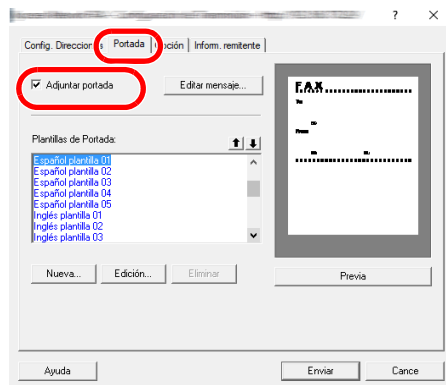 ?
Config. Direcciones Portada pción Inform. remitente
Adjuntar portada
Editar mensaje...
FAX
Plantillas de Portada:
Español plantilla 01
Español plantilla 02
Español plantilla 03
Español plantilla 04
Español plantilla 05
Inglés plantilla 01
Inglés plantilla 02
Inglés plantilla 03
Nueva... Edición... Eliminar
Previa
Ayuda
Enviar
Cance